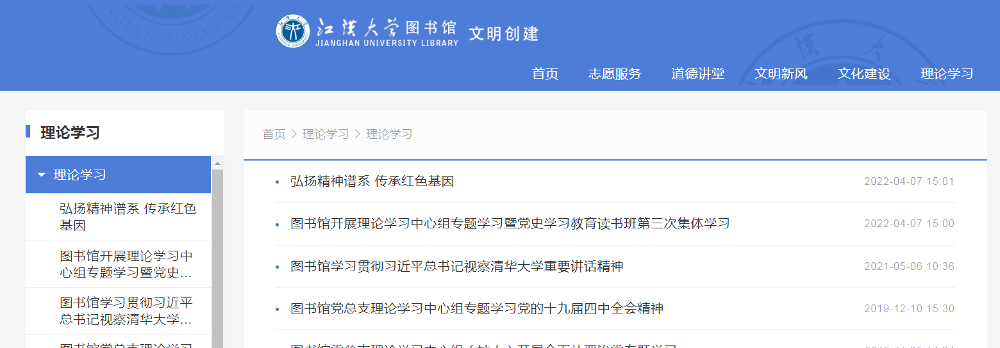 江汉大学图书馆 文明创建
JIANGHAN UNIVERSITY LIBRARY
首页 志愿服务 道德讲堂 文明新风 文化建设 理论学习
理论学习
理论学习
弘扬精神谱系 传承红色
基因
图书馆开展理论学习中
心组专题学习暨党史...
图书馆学习贯彻习近平
总书记视察清华大学...
图书馆党总支理论学习
首页 > 理论学习 > 理论学习
弘扬精神谱系 传承红色基因 2022-04-07 15:01
图书馆开展理论学习中心组专题学习暨党史学习教育读书班第三次集体学习 2022-04-07 15:00
图书馆学习贯彻习近平总书记视察清华大学重要讲话精神 2021-05-06 10:36
图书馆党总支理论学习中心组专题学习党的十九届四中全会精神 2019-12-10 15:30